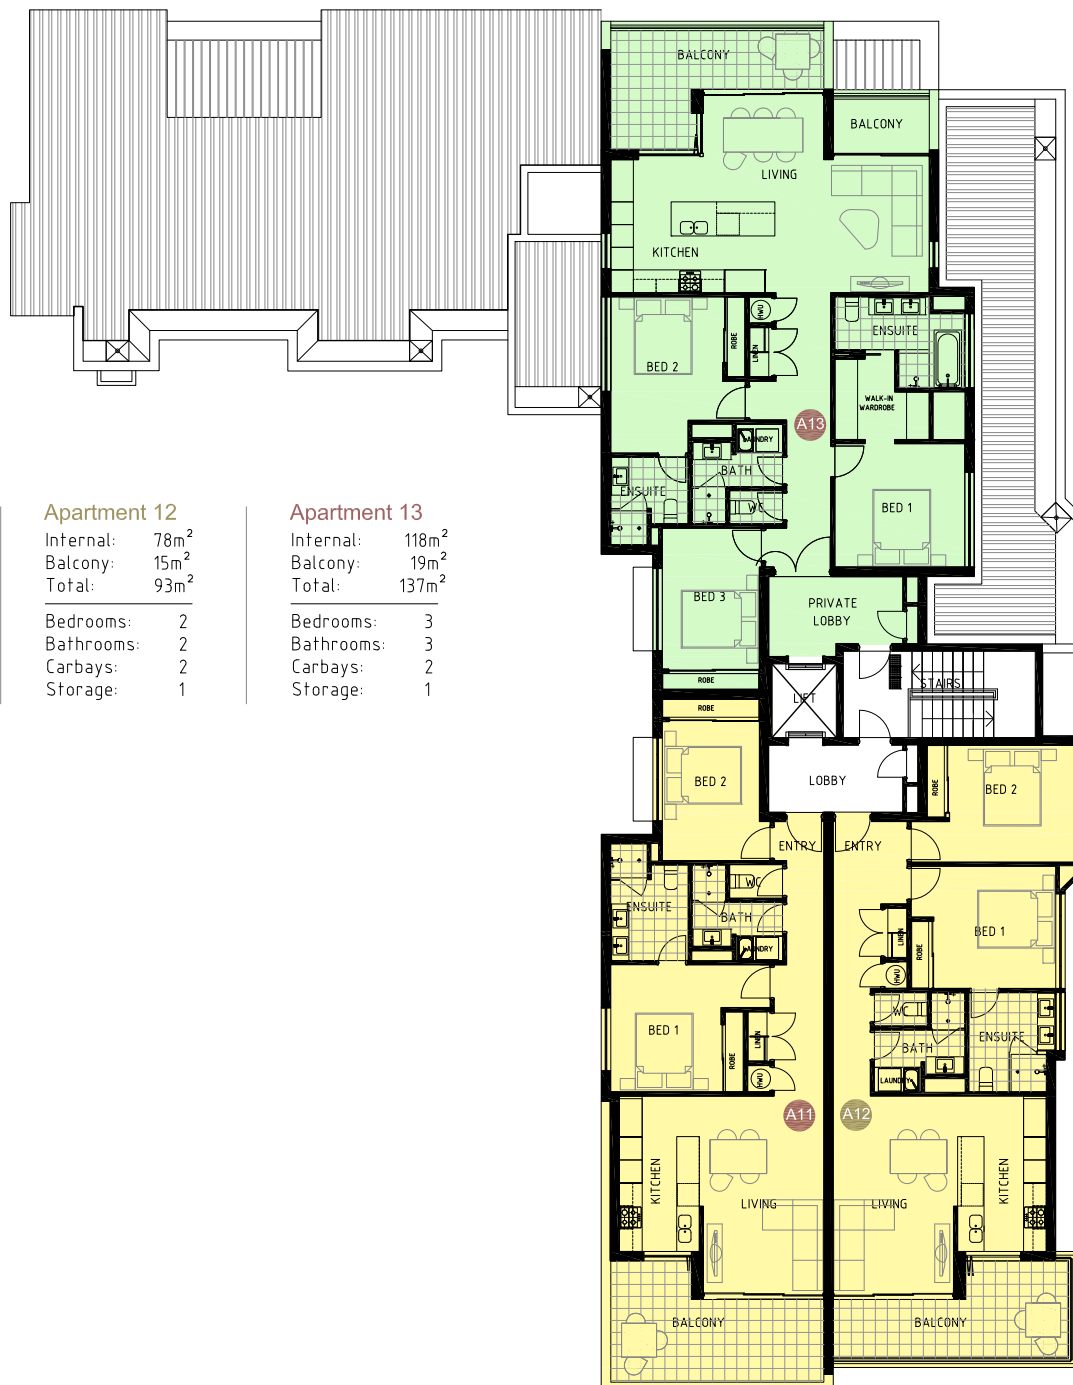 BALCONY
BALCONY
LIVING
KITCHEN
HWU
ENSUITE
ROBE
LINEN
BED 2
WALK-IN
WARDROBE
A13
LAUNDRY
BATH
ENSUITE
WC
BED 1
Apartment 12
Internal: 78m²
Balcony: 15m²
Total: 93m²
Bedrooms: 2
Bathrooms: 2
Carbays: 2
Storage: 1
Apartment 13
Internal: 118m²
Balcony: 19m²
Total: 137m²
Bedrooms: 3
Bathrooms: 3
Carbays: 2
Storage: 1
BED 3
PRIVATE
LOBBY
ROBE
STAIRS
LIFT
ROBE
BED 2
LOBBY
ROBE
BED 2
ENTRY
ENTRY
WC
ENSUITE
BATH
LAUNDRY
LINEN
ROBE
BED 1
HWU
WC
BED 1
LINEN
ROBE
HWU
BATH
ENSUITE
LAUNDRY
A11
A12
KITCHEN
KITCHEN
LIVING
LIVING
BALCONY
BALCONY